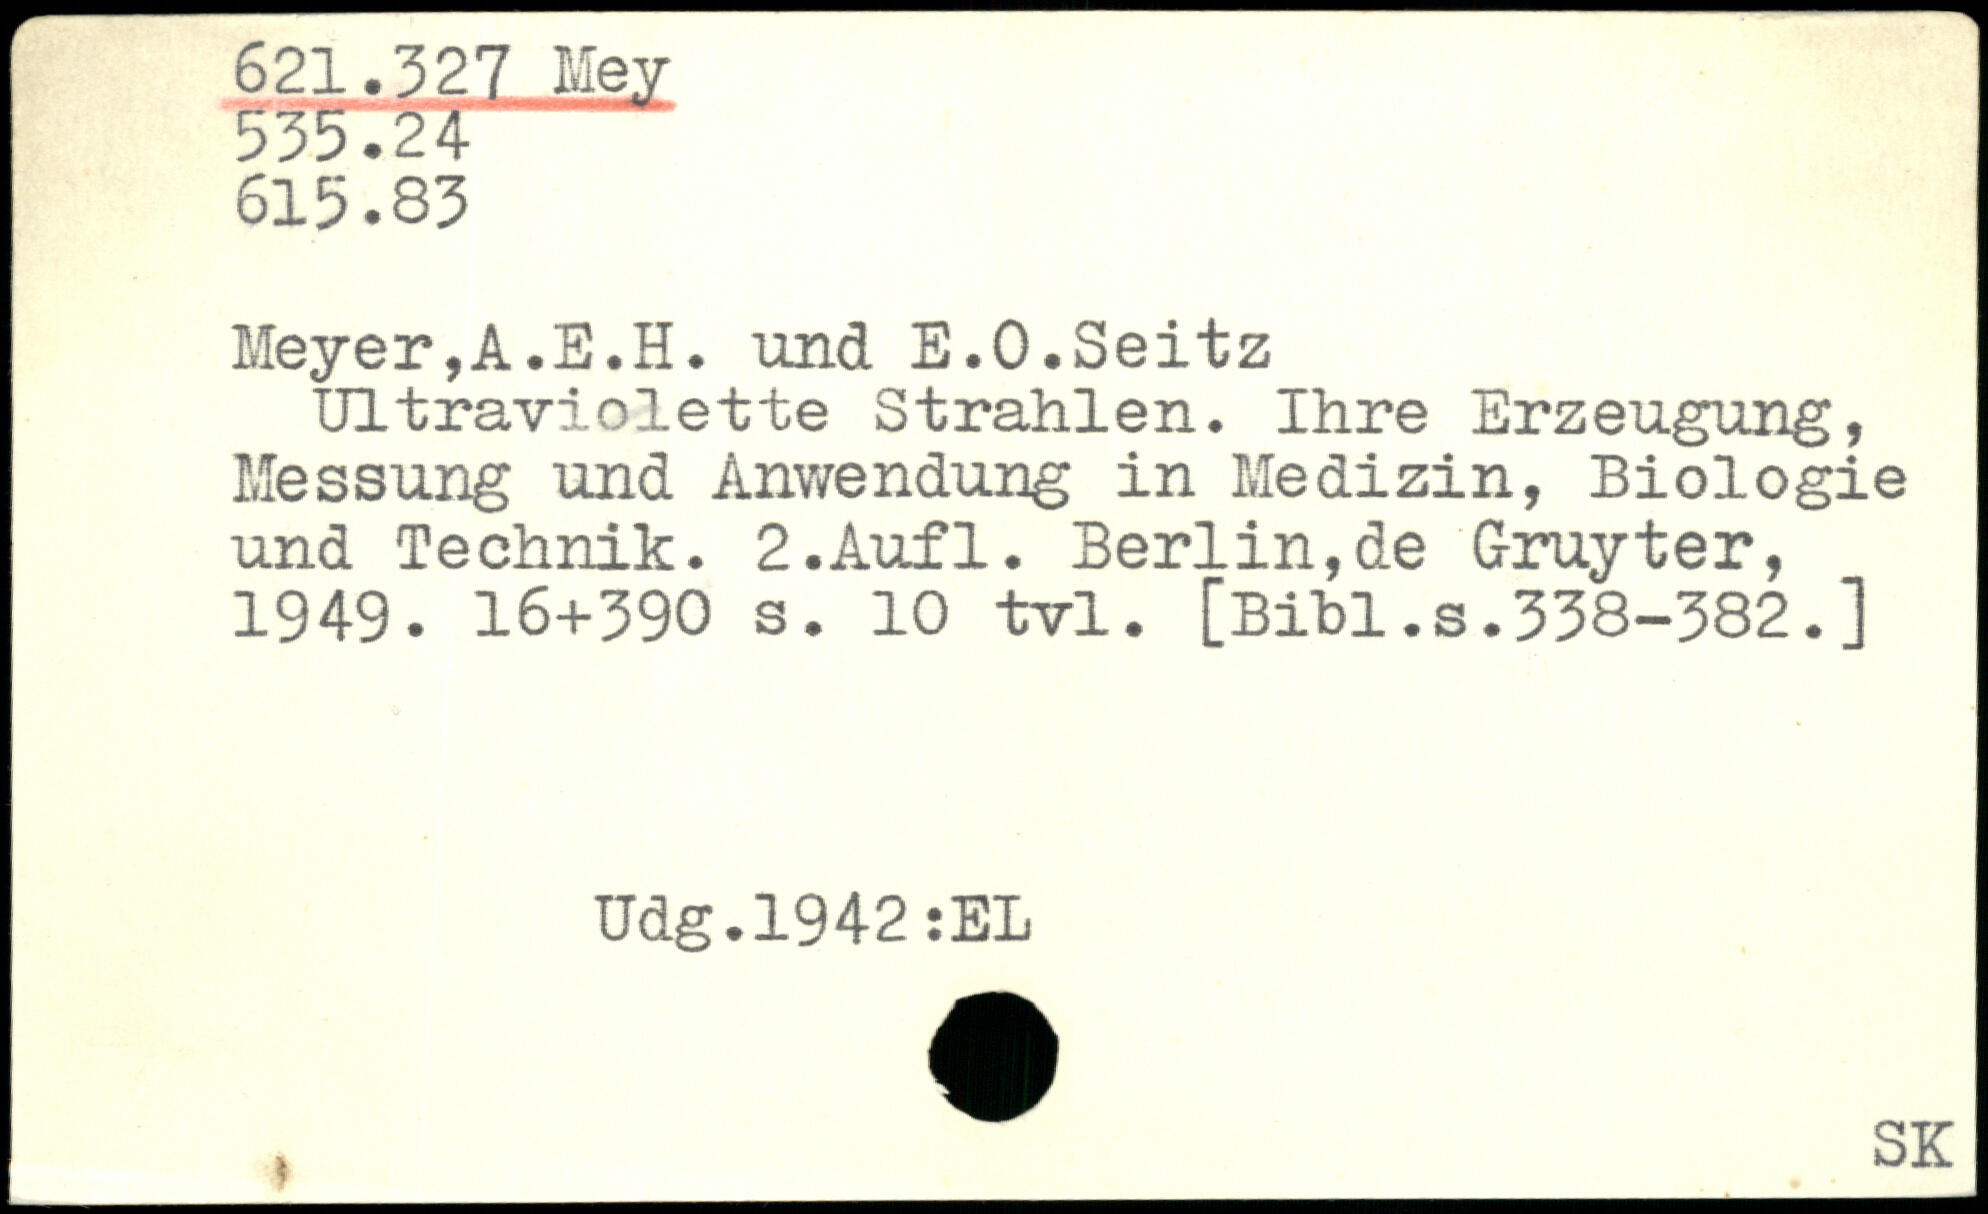 621.327 Mey
535.24
615.83
Meyer,A.E.H. und E.O.Seitz
Ultraviolette Strahlen. Ihre Erzeugung,
Messung und Anwendung in Medizin, Biologie
und Technik. 2.Aufl. Berlin,de Gruyter,
1949. 16+390 s. 10 tvl. [Bibl.s.338-382.]
Udg.1942:EL
SK